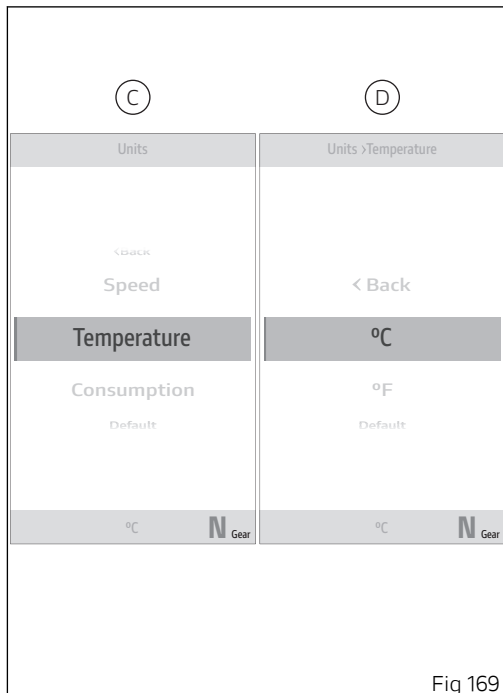 C
D
Units
Units ›Temperature
‹Back
Speed
‹ Back
Temperature
ºC
Consumption
ºF
Default
Default
ºC
N Gear
ºC
N Gear
Fig 169